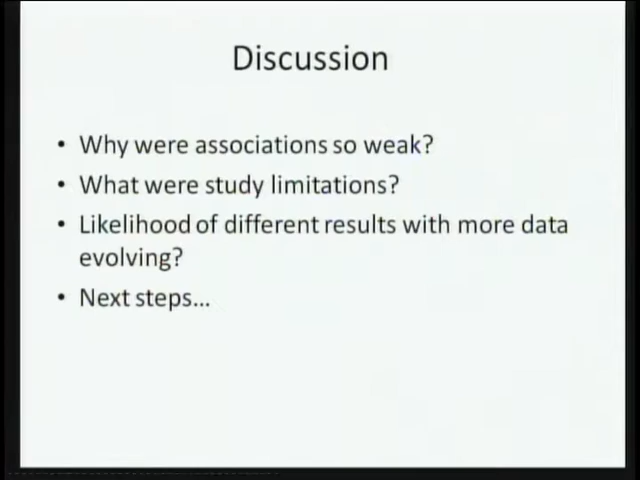 Discussion
• Why were associations so weak?
• What were study limitations?
• Likelihood of different results with more data
evolving?
• Next steps...